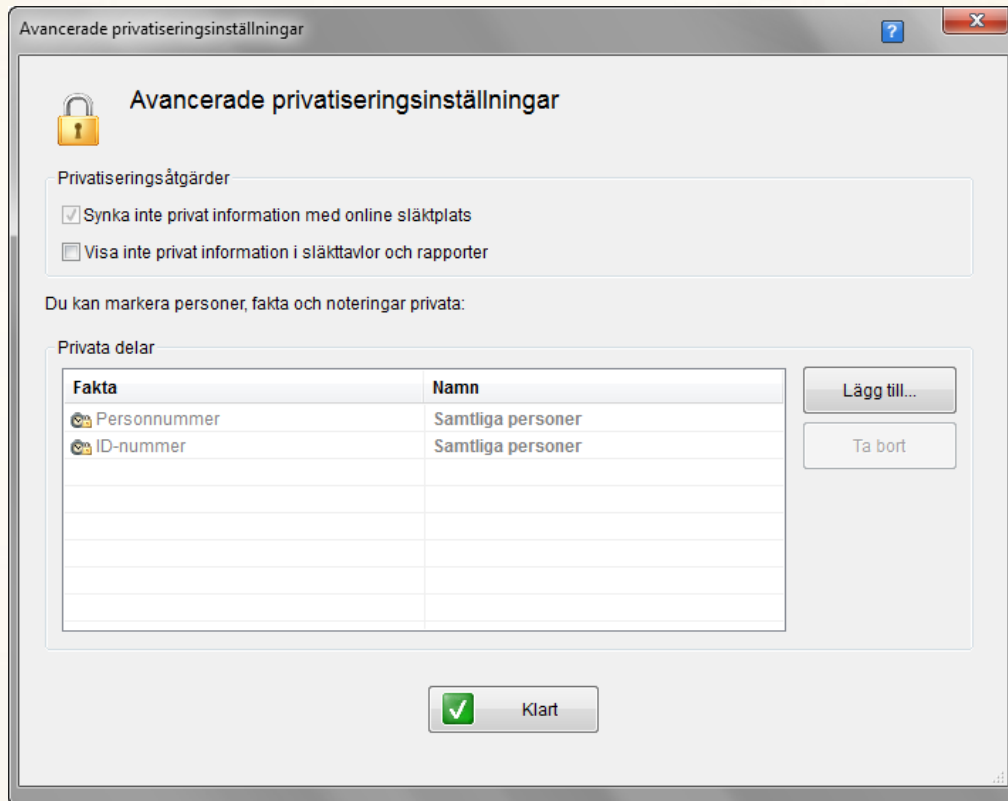 Avancerade privatiseringsinställningar
Avancerade privatiseringsinställningar
Privatiseringsåtgärder
Synka inte privat information med online släktplats
Visa inte privat information i släkttavlor och rapporter
Du kan markera personer, fakta och noteringar privata:
Privata delar
Fakta Namn
Personnummer Samtliga personer
ID-nummer Samtliga personer
Lägg till...
Ta bort
Klart